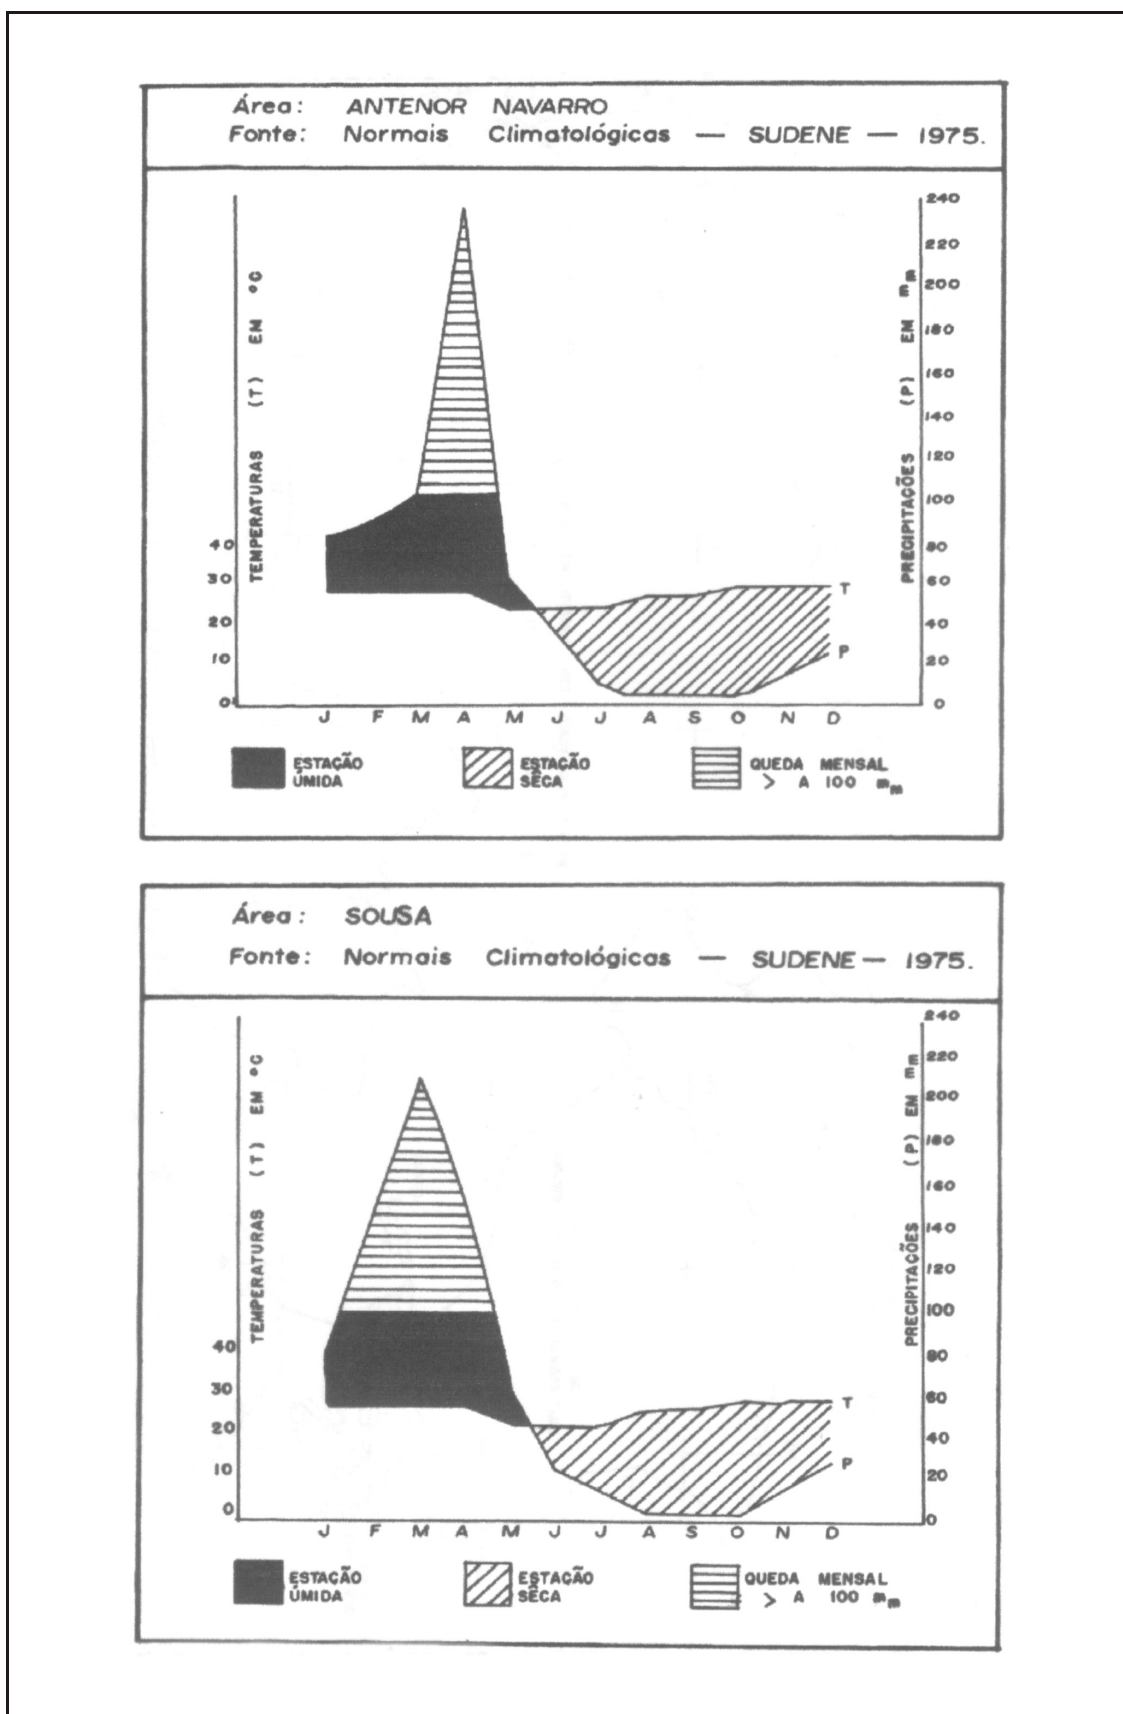 Área: ANTENOR NAVARRO
Fonte: Normais Climatológicas — SUDENE — 1975.
TEMPERATURAS (T) EM °C
PRECIPITAÇÕES (P) EM mm
240
220
200
180
160
140
120
100
80
60
40
20
0
40
30
20
10
0
T
P
J F M A M J J A S O N D
ESTAÇÃO ÚMIDA
ESTAÇÃO SÊCA
QUEDA MENSAL > A 100 mm
Área: SOUSA
Fonte: Normais Climatológicas — SUDENE — 1975.
TEMPERATURAS (T) EM °C
PRECIPITAÇÕES (P) EM mm
240
220
200
180
160
140
120
100
80
60
40
20
0
40
30
20
10
0
T
P
J F M A M J J A S O N D
ESTAÇÃO ÚMIDA
ESTAÇÃO SÊCA
QUEDA MENSAL > A 100 mm